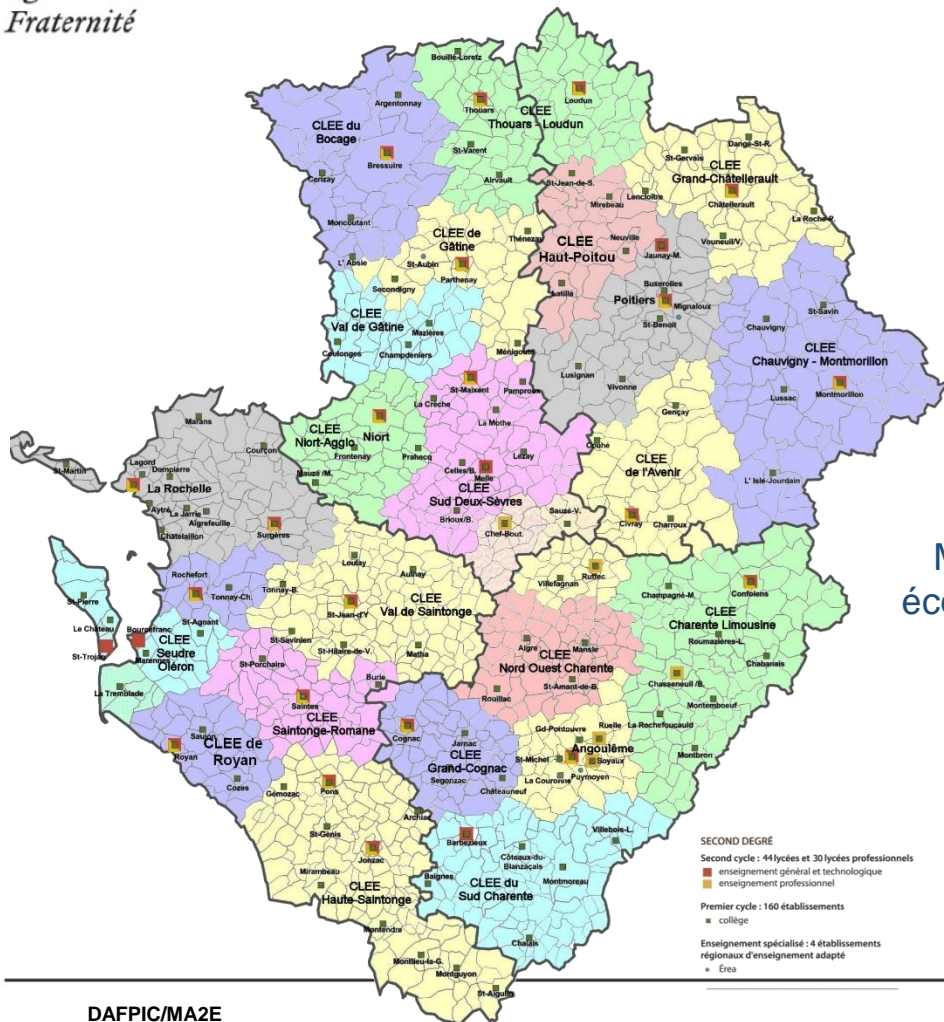 Fraternité
Bouillé-Loretz
Argentonnay
Thouars
CLEE
Thouars - Loudun
Loudun
CLEE du
Bocage
Bressuire
Cerizay
St-Varent
Airvault
Moncoutant
L' Absie
Dangé-St-R.
St-Gervais
CLEE
Grand-Châtellerault
Châtellerault
Lencloître
La Roche-P.
Vouneuil/V.
St-Jean-de-S.
Mirebeau
Neuville
CLEE
Haut-Poitou
Jaunay-M.
Latillé
CLEE de
Gâtine
Thénezay
St-Aubin
Parthenay
Secondigny
Ménigoute
CLEE
Val de Gâtine
Mazières
Coulonges
Champdeniers
Buxerolles
Poitiers
Mignaloux
St-Benoit
Lusignan
Vivonne
St-Savin
Chauvigny
CLEE
Chauvigny - Montmorillon
Lussac
Montmorillon
L' Isle-Jourdain
St-Maixent
Pamproux
La Crèche
La Mothe
Celles/B.
Melle
Lezay
CLEE
Sud Deux-Sèvres
Brioux/B.
Sauzé-V.
Chef-Bout.
CLEE
Niort-Agglo
Niort
Frontenay
Prahecq
Mauzé /M.
Gençay
Couhé
CLEE
de l'Avenir
Civray
Charroux
Marans
Courçon
St-Martin
Lagord
Dompierre
La Rochelle
Aytré
La Jarrie
Aigrefeuille
Châtelaillon
Surgères
Rochefort
Tonnay-Ch.
Tonnay-B.
St-Agnant
Loulay
Aulnay
CLEE
Val de Saintonge
St-Jean-d'Y
St-Savinien
St-Hilaire-de-V.
Matha
St-Pierre
Le Château
St-Trojan
Bourcefranc
CLEE
Seudre
Oléron
Marennes
La Tremblade
St-Porchaire
Burie
Saintes
CLEE
Saintonge-Romane
Saujon
CLEE de
Royan
Royan
Cozes
Villefagnan
Ruffec
Aigre
Mansle
CLEE
Nord Ouest Charente
Rouillac
St-Amant-de-B.
Champagné-M
Confolens
CLEE
Charente Limousine
Roumazières-L.
Chabanais
Chasseneuil /B.
Montemboeuf
La Rochefoucauld
Montbron
Cognac
Jarnac
CLEE
Grand-Cognac
Segonzac
Châteauneuf
Gd-Pontouvre
Ruelle
Angoulême
St-Michel
Soyaux
La Couronne
Puymoyen
Gémozac
Pons
St-Génis
Archiac
Mirambeau
Jonzac
CLEE
Haute-Saintonge
Montendre
Montlieu-la-G.
Montguyon
St-Aigulin
Barbezieux
Villebois-L.
Côteaux-du-
Blanzaçais
Baignes
CLEE du
Sud Charente
Montmoreau
Chalais
M
éco
SECOND DEGRÉ
Second cycle : 44 lycées et 30 lycées professionnels
enseignement général et technologique
enseignement professionnel
Premier cycle : 160 établissements
collège
Enseignement spécialisé : 4 établissements
régionaux d'enseignement adapté
Érea
DAFPIC/MA2E